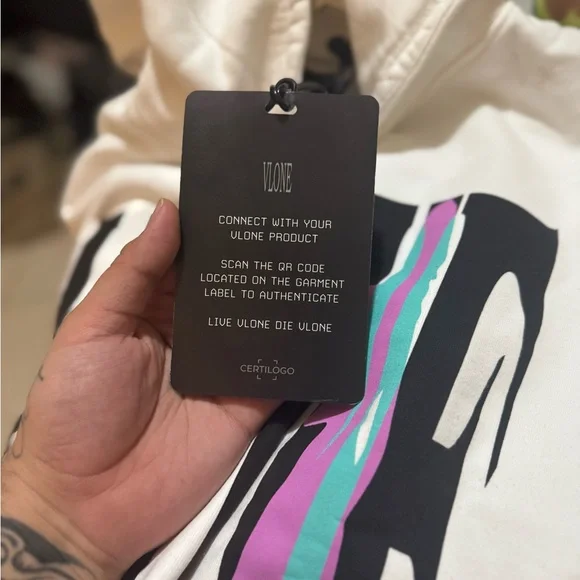 VLONE
CONNECT WITH YOUR
VLONE PRODUCT
SCAN THE QR CODE
LOCATED ON THE GARMENT
LABEL TO AUTHENTICATE
LIVE VLONE DIE VLONE
CERTILOGO